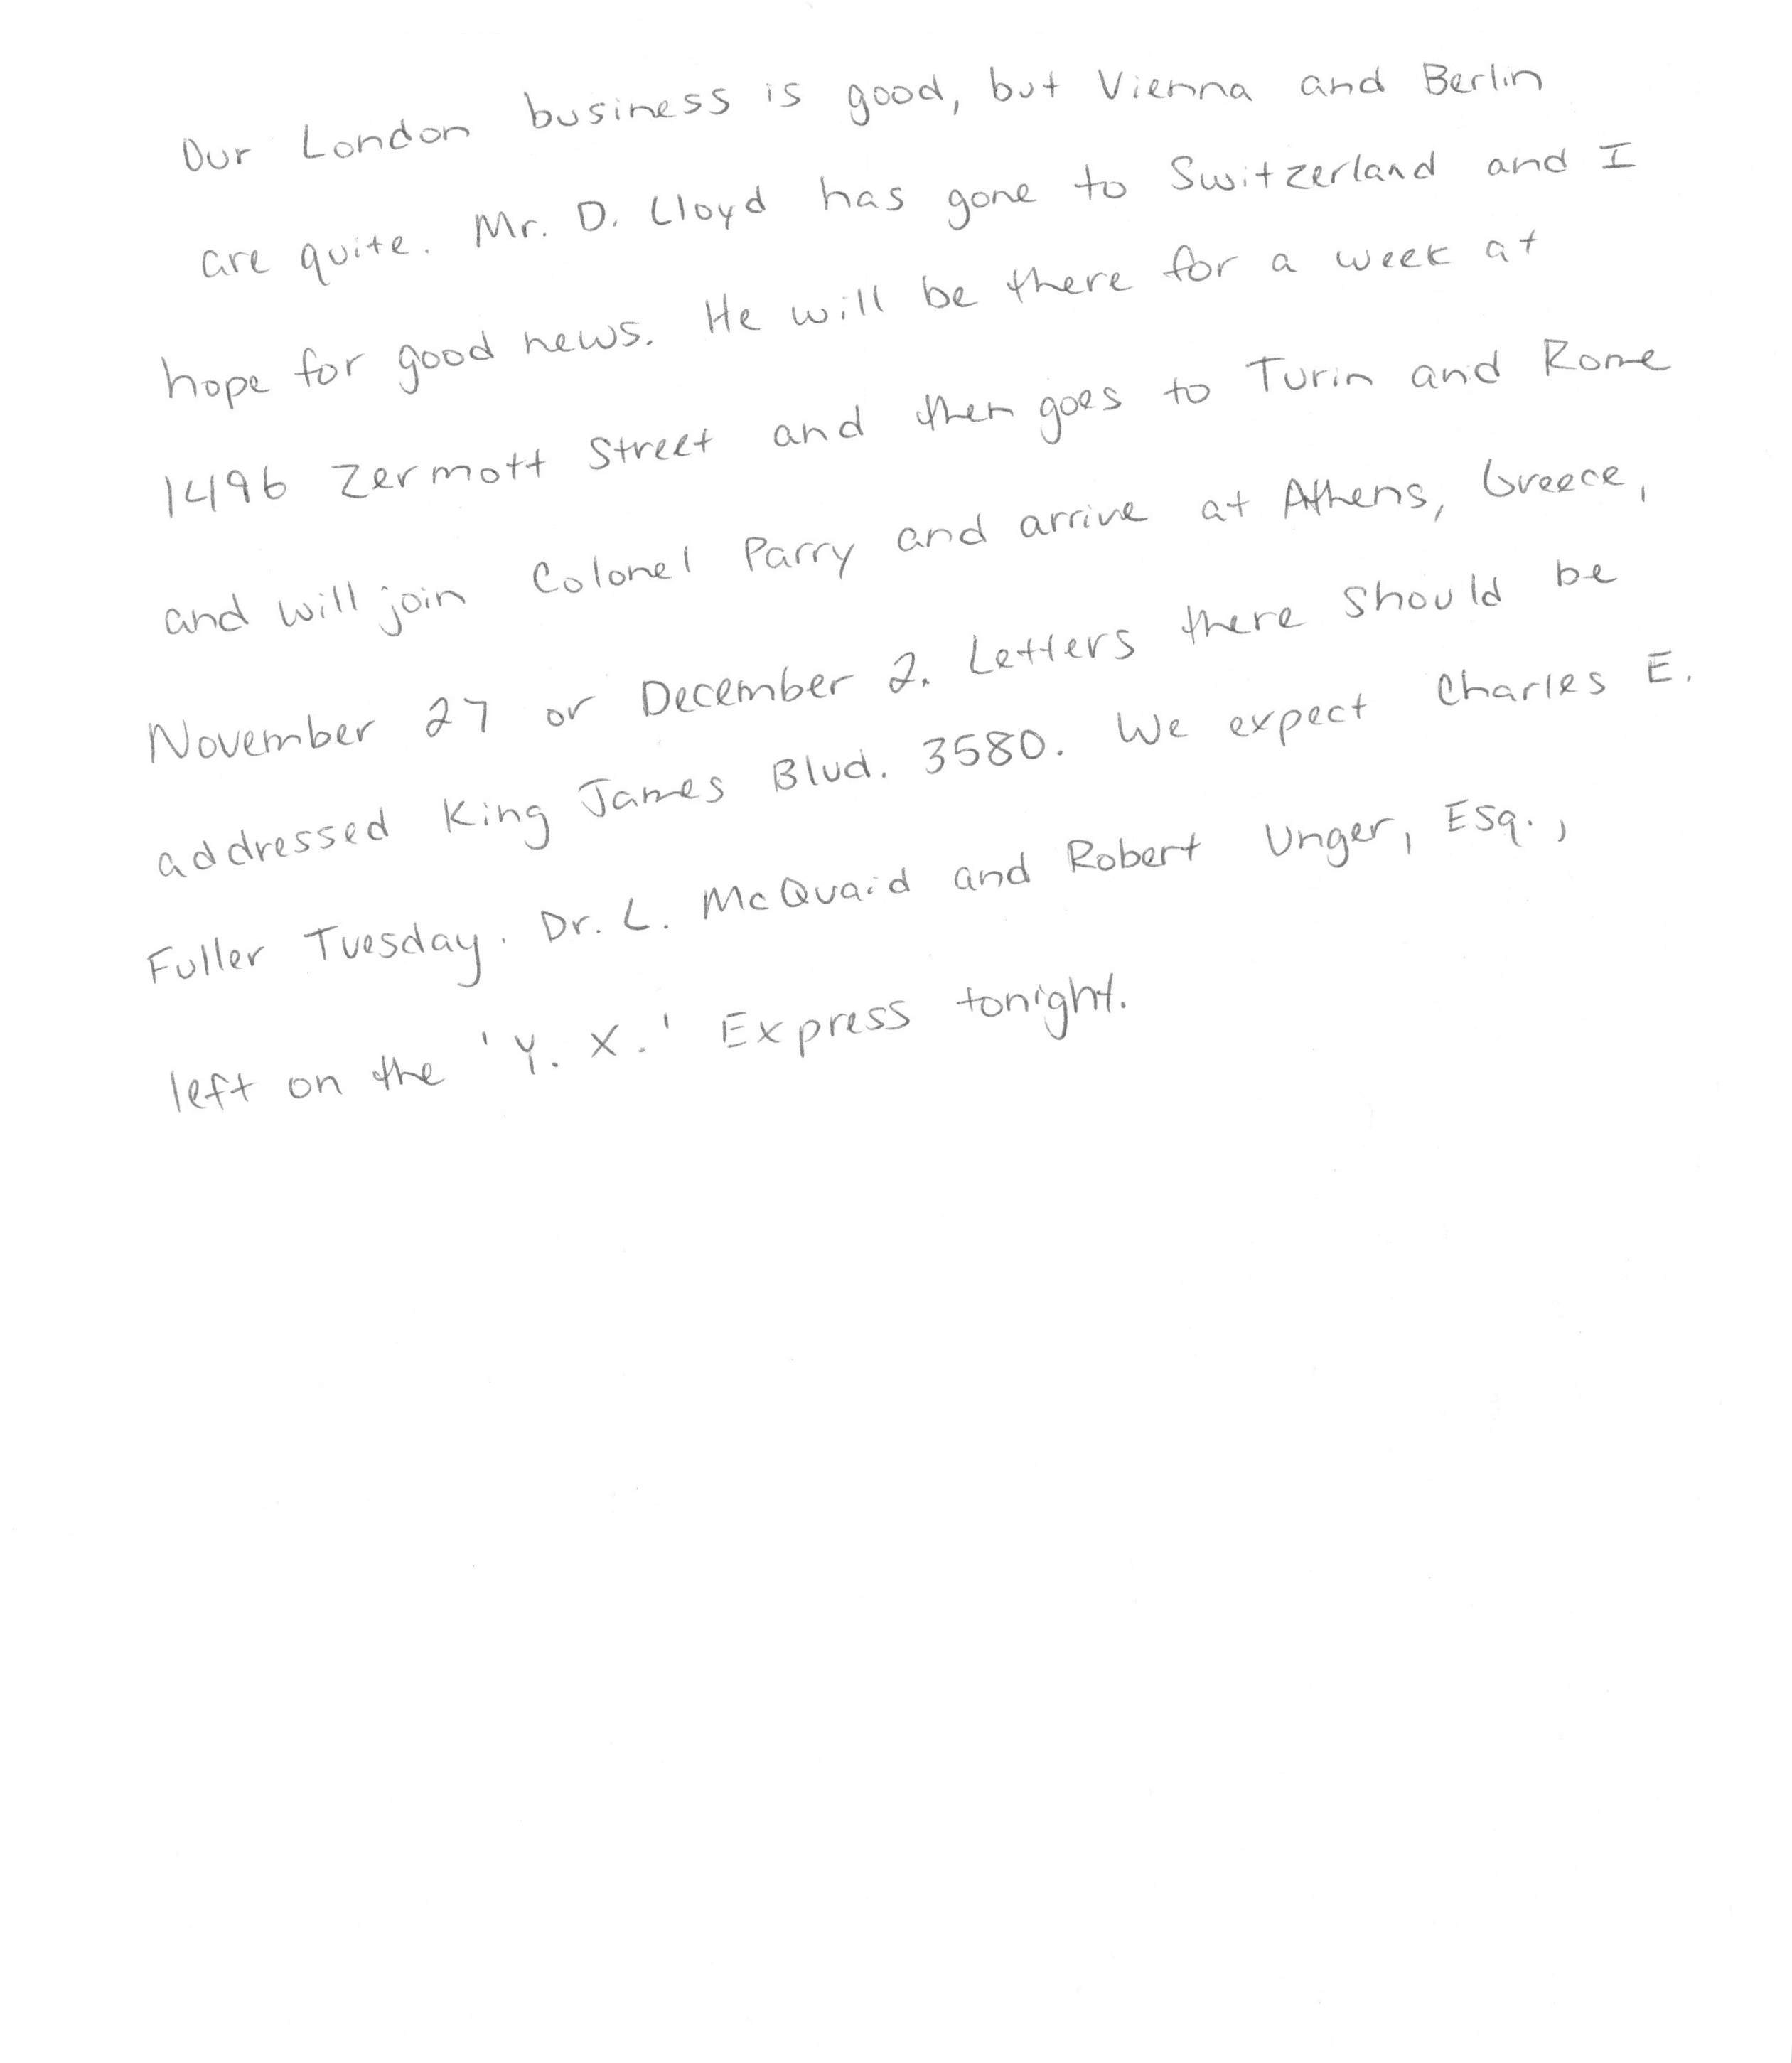 Our London business is good, but Vienna and Berlin
are quite. Mr. D. Lloyd has gone to Switzerland and I
hope for good news. He will be there for a week at
1496 Zermott Street and then goes to Turin and Rome
and will join Colonel Parry and arrive at Athens, Greece,
November 27 or December 2. Letters there should be
addressed King James Blvd. 3580. We expect Charles E.
Fuller Tuesday. Dr. L. McQuaid and Robert Unger, Esq.,
left on the 'Y. X.' Express tonight.